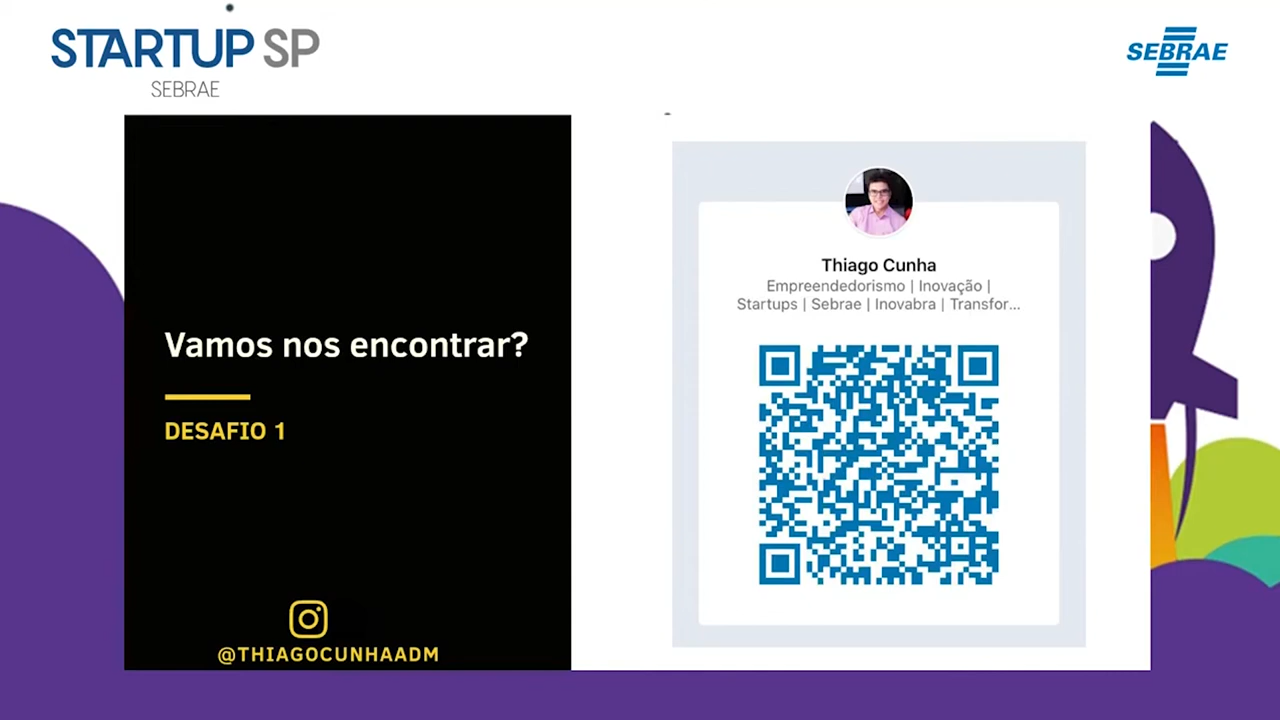 STARTUP SP
SEBRAE
SEBRAE
Vamos nos encontrar?
DESAFIO 1
@THIAGOCUNHAADM
Thiago Cunha
Empreendedorismo | Inovação |
Startups | Sebrae | Inovabra | Transfor...